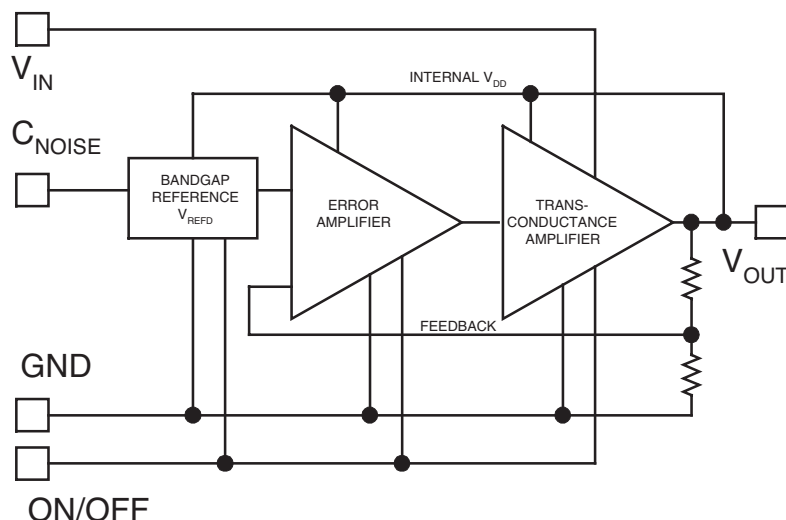 V_IN
INTERNAL V_DD
C_NOISE
BANDGAP
REFERENCE
V_REFD
ERROR
AMPLIFIER
TRANS-
CONDUCTANCE
AMPLIFIER
V_OUT
FEEDBACK
GND
ON/OFF